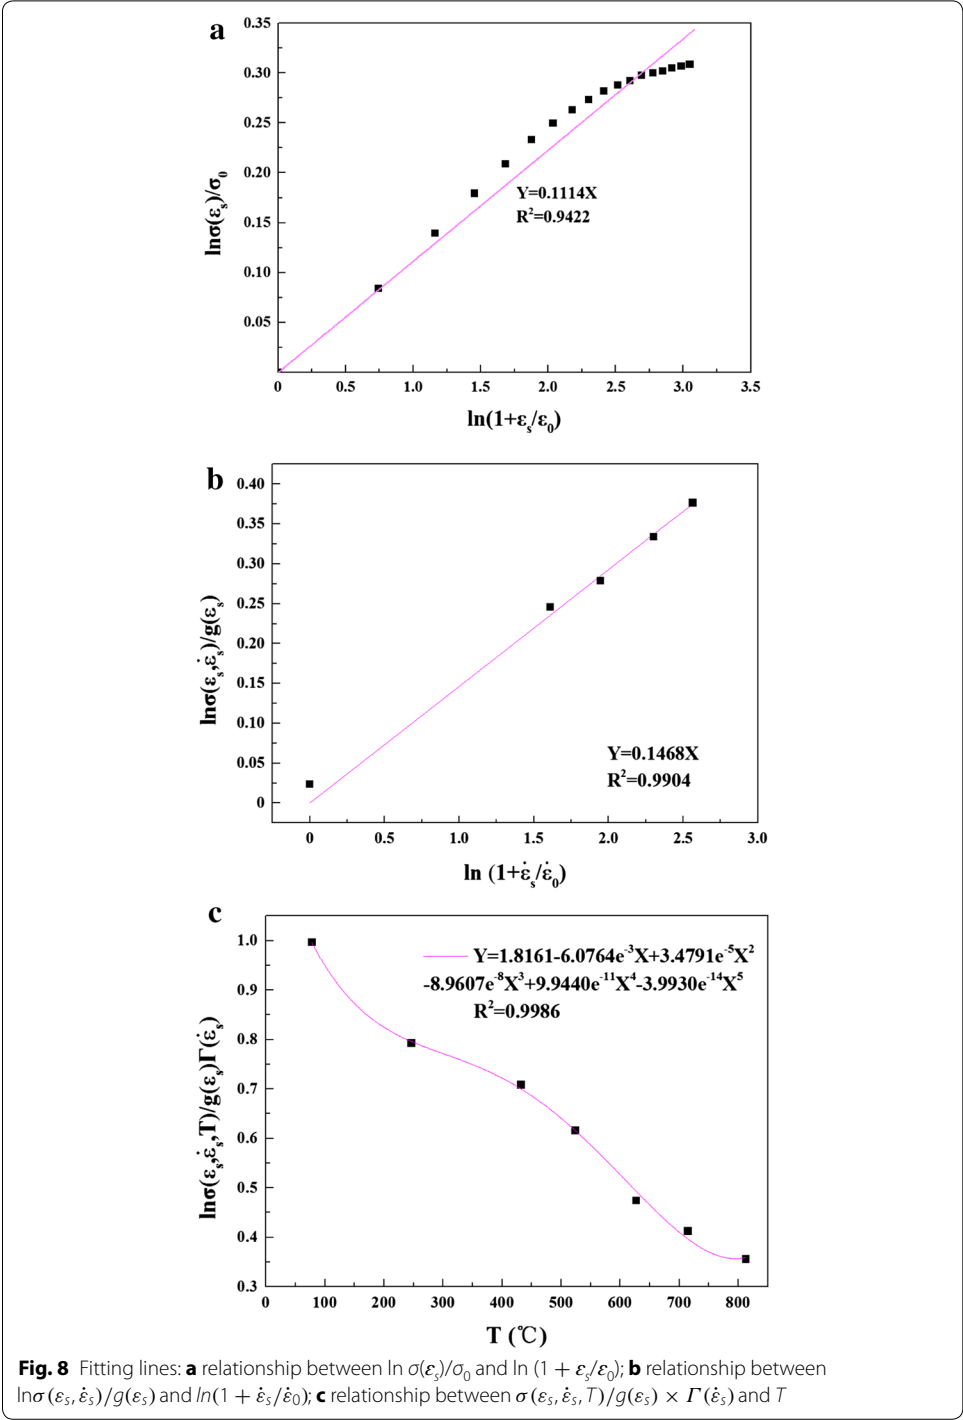 a
0.35
0.30
0.25
0.20
0.15
0.10
0.05
lnσ(εs)/σ0
Y=0.1114X
R²=0.9422
0 0.5 1.0 1.5 2.0 2.5 3.0 3.5
ln(1+εs/ε0)
b
0.40
0.35
0.30
0.25
0.20
0.15
0.10
0.05
0
lnσ(εs,ε̇s)/g(εs)
Y=0.1468X
R²=0.9904
0 0.5 1.0 1.5 2.0 2.5 3.0
ln (1+ε̇s/ε̇0)
c
1.0
0.9
0.8
0.7
0.6
0.5
0.4
0.3
lnσ(εs,ε̇s,T)/g(εs)Γ(ε̇s)
Y=1.8161-6.0764e⁻³X+3.4791e⁻⁵X²
-8.9607e⁻⁸X³+9.9440e⁻¹¹X⁴-3.9930e⁻¹⁴X⁵
R²=0.9986
0 100 200 300 400 500 600 700 800
T (℃)
Fig. 8 Fitting lines: a relationship between ln σ(εs)/σ0 and ln (1 + εs/ε0); b relationship between
lnσ(εs, ε̇s)/g(εs) and ln(1 + ε̇s/ε̇0); c relationship between σ(εs, ε̇s, T)/g(εs) × Γ(ε̇s) and T